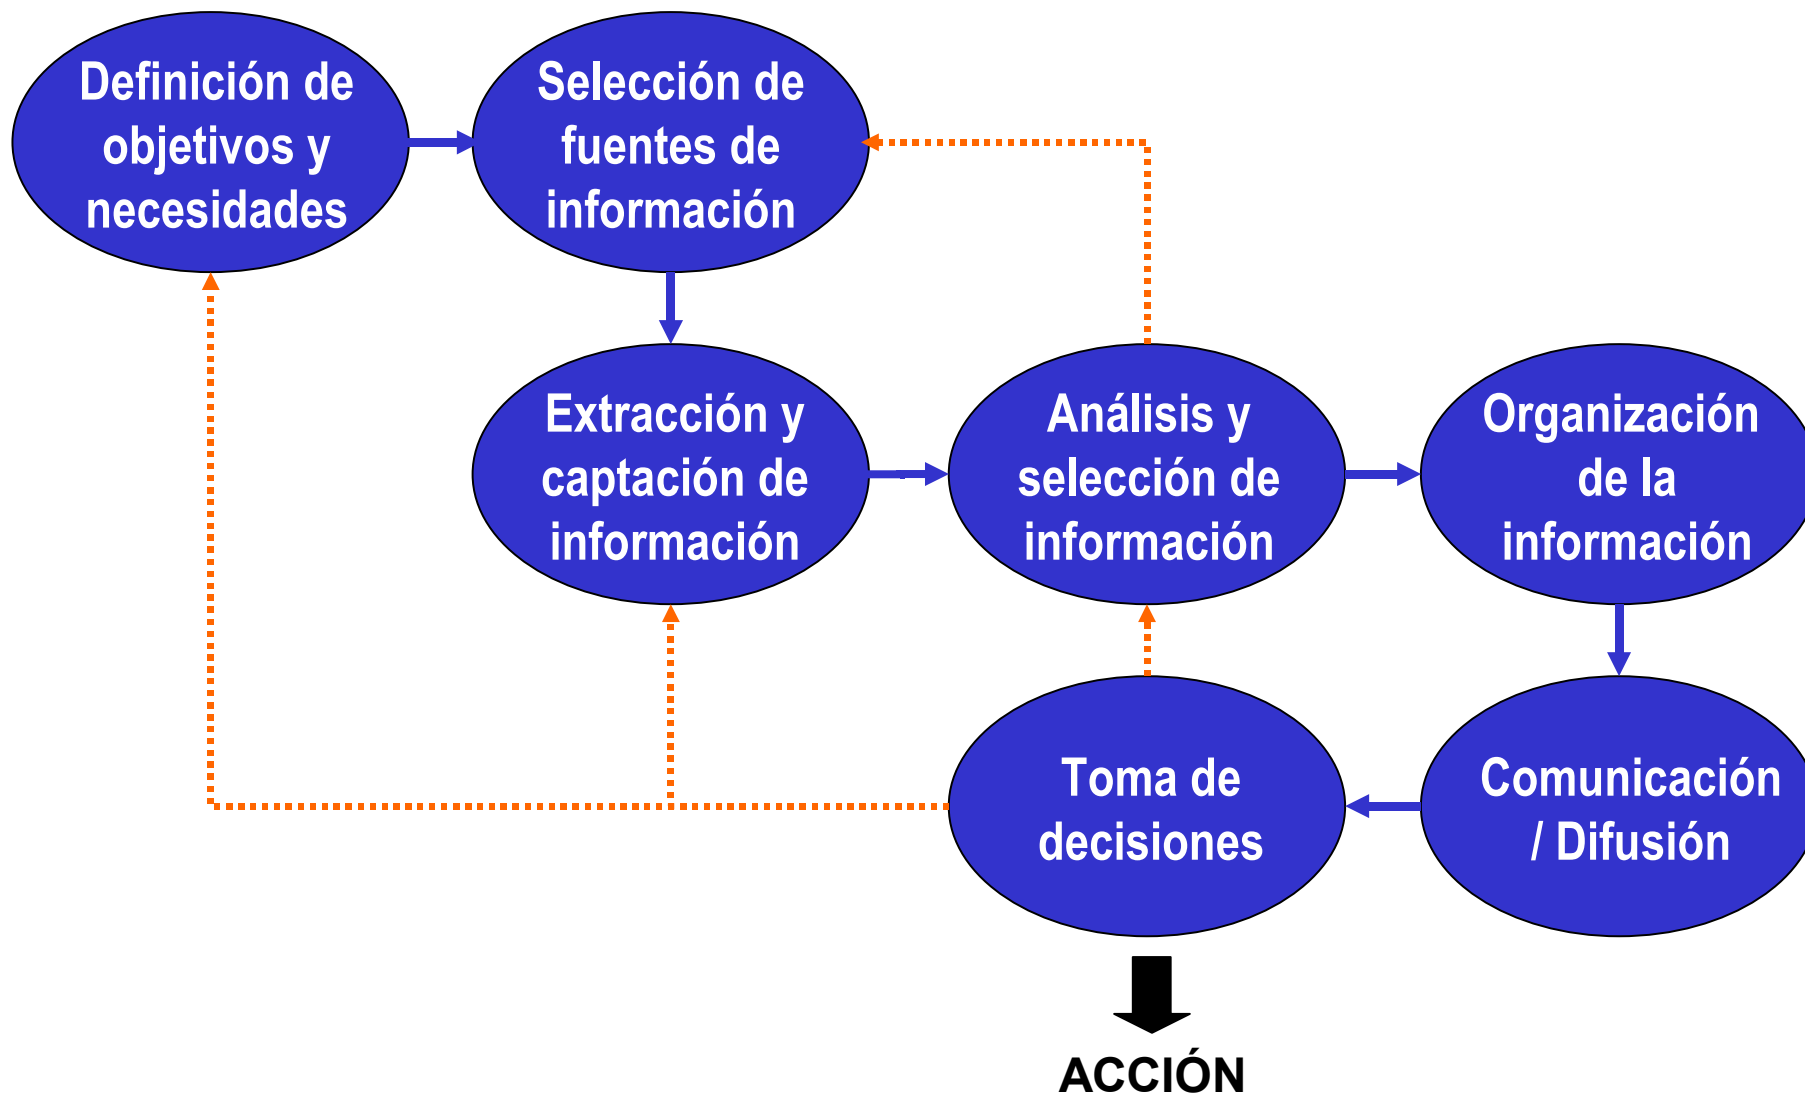 Definición de
objetivos y
necesidades
Selección de
fuentes de
información
Extracción y
captación de
información
Análisis y
selección de
información
Organización
de la
información
Toma de
decisiones
Comunicación
/ Difusión
ACCIÓN